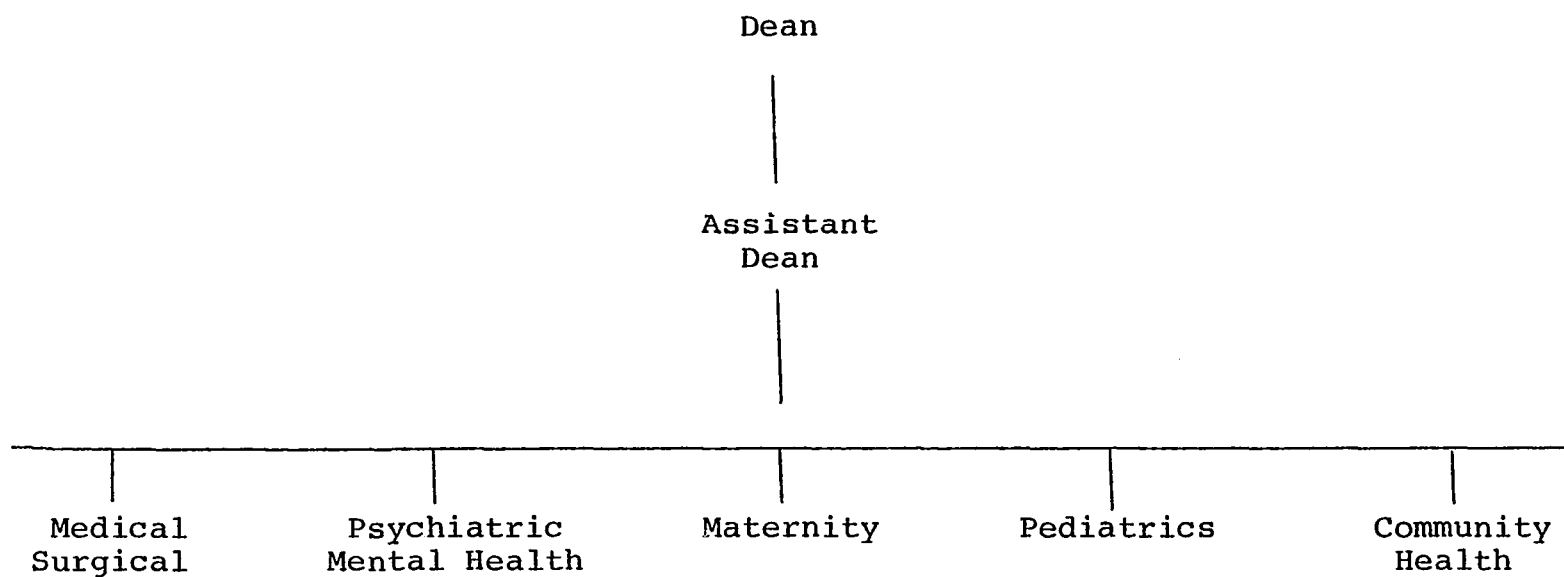 Dean
Assistant
Dean
Medical
Surgical
Psychiatric
Mental Health
Maternity
Pediatrics
Community
Health